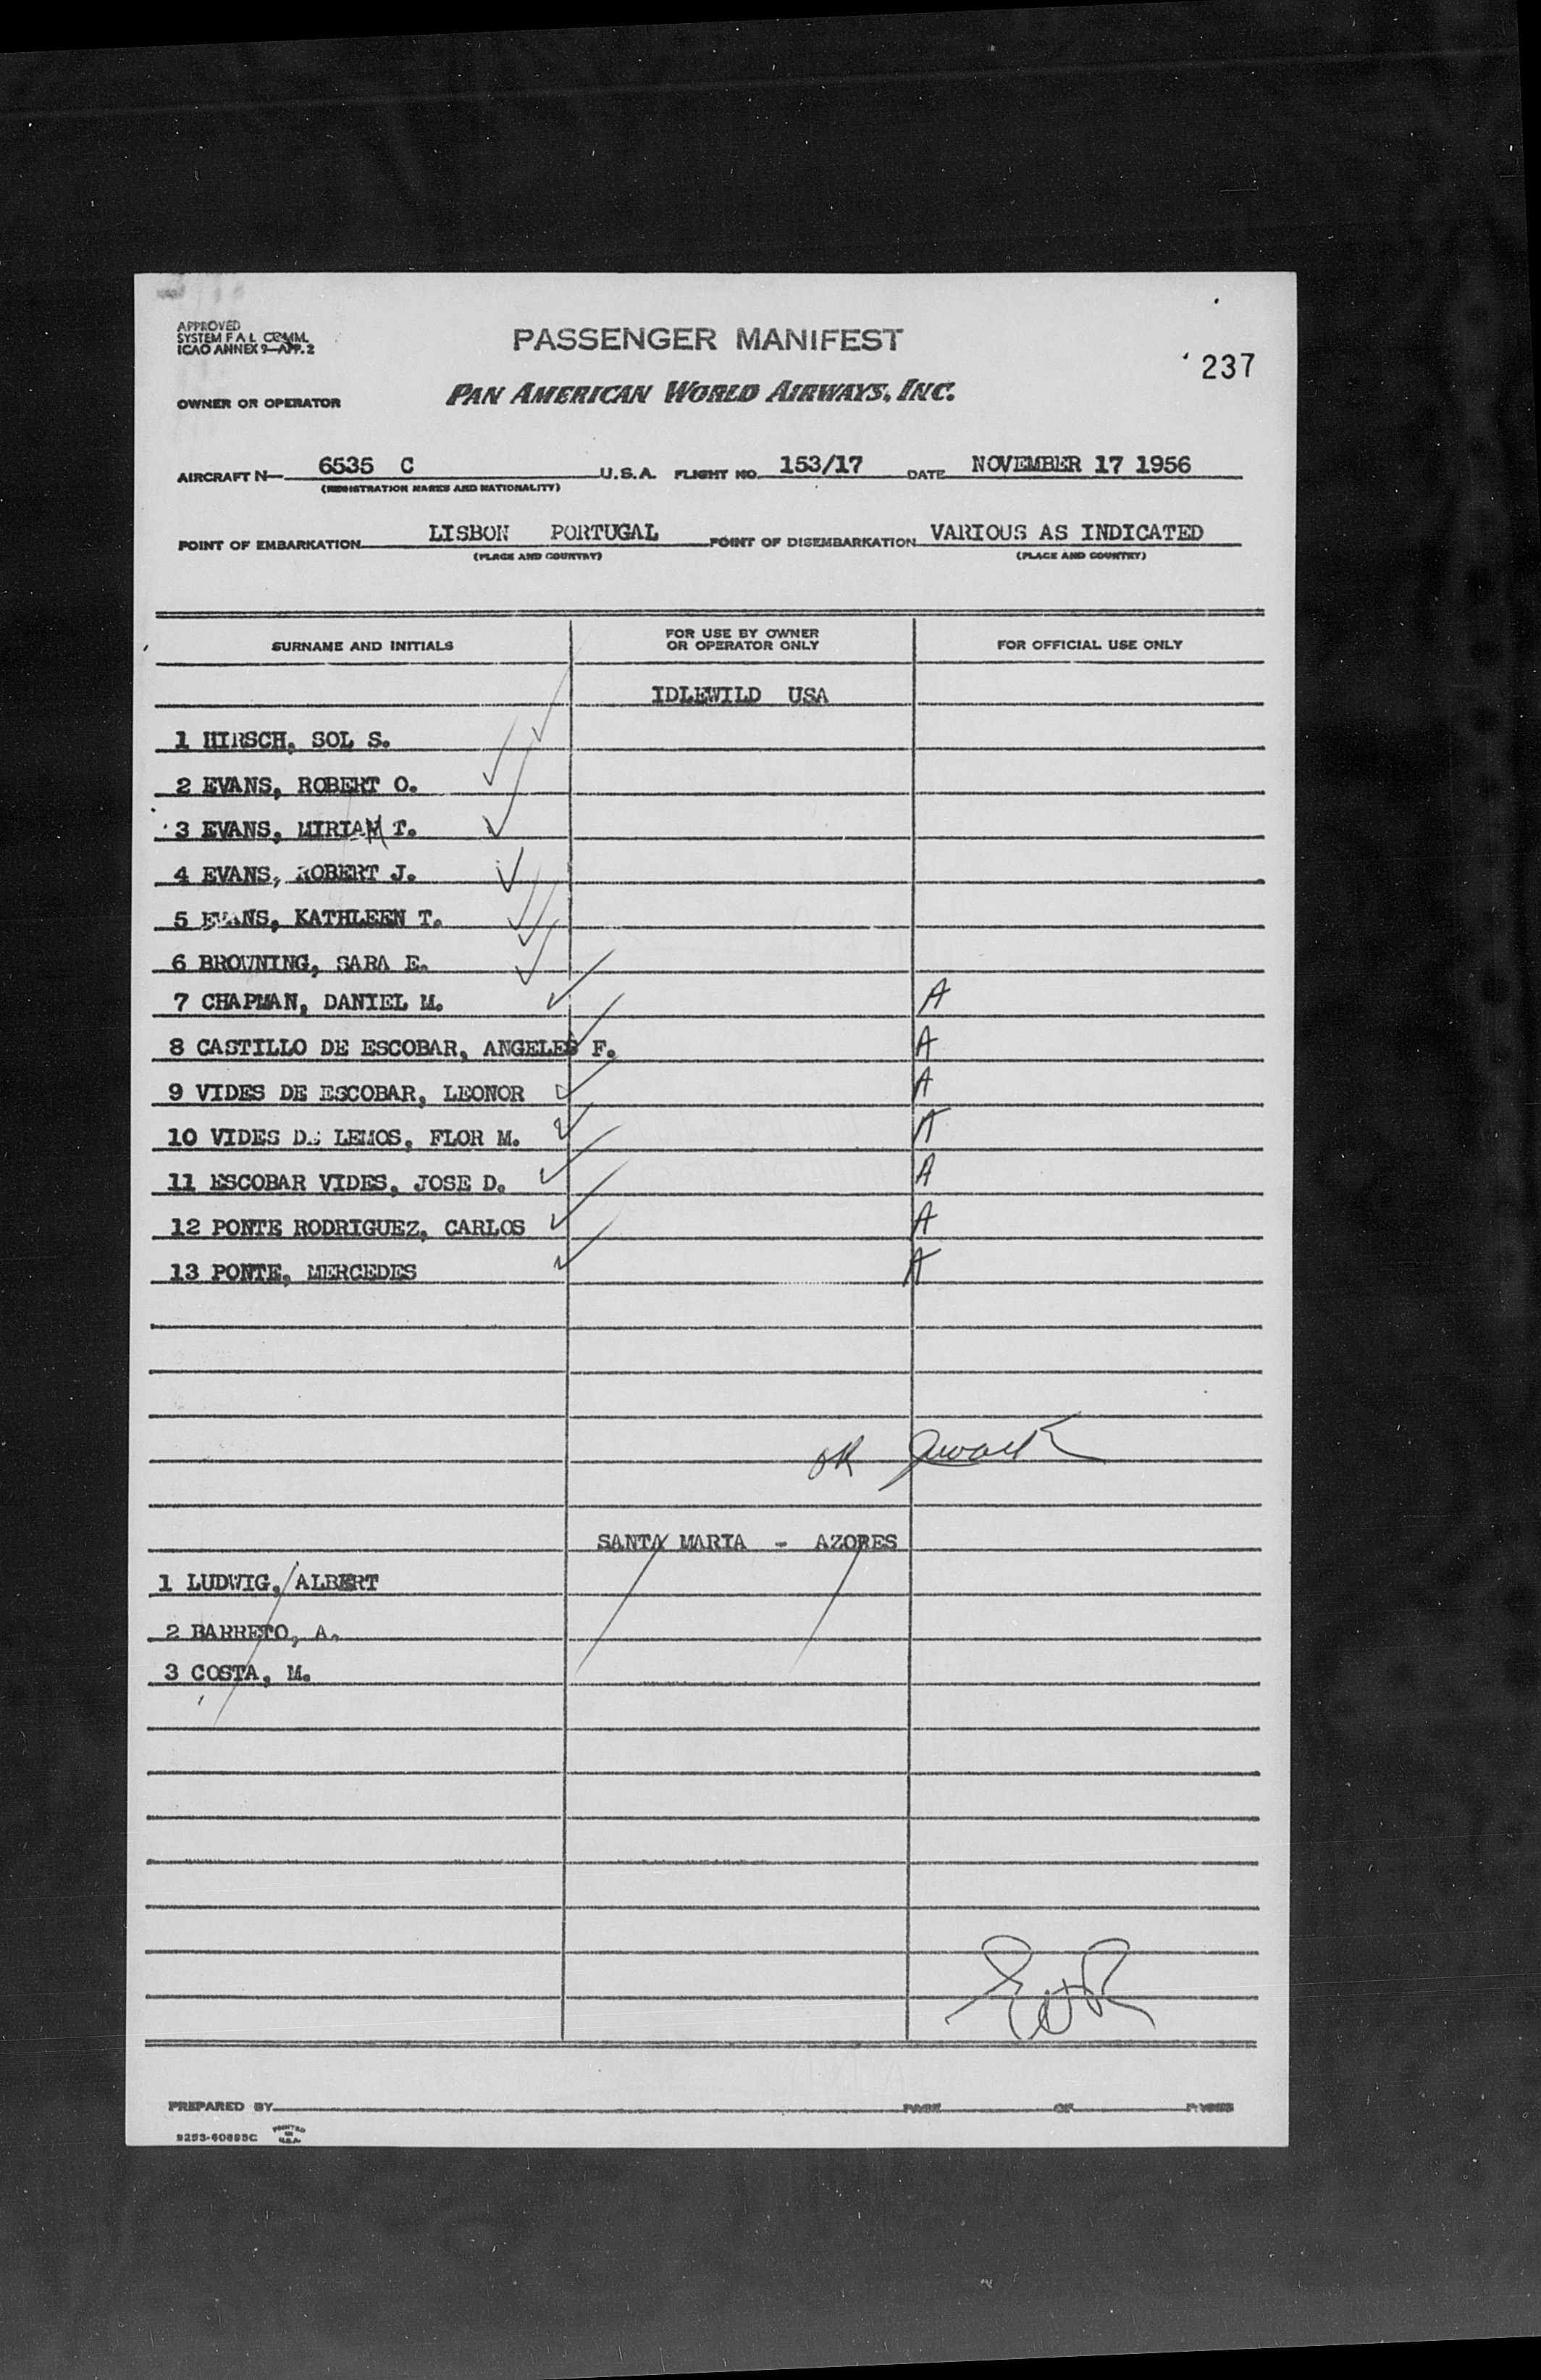 APPROVED
SYSTEM F A L COMM.
ICAO ANNEX 9—APP. 2
PASSENGER MANIFEST
237
OWNER OR OPERATOR
PAN AMERICAN WORLD AIRWAYS, INC.
AIRCRAFT N— 6535 C U.S.A. FLIGHT NO. 153/17 DATE NOVEMBER 17 1956
(REGISTRATION MARKS AND NATIONALITY)
POINT OF EMBARKATION LISBON PORTUGAL POINT OF DISEMBARKATION VARIOUS AS INDICATED
(PLACE AND COUNTRY) (PLACE AND COUNTRY)
SURNAME AND INITIALS FOR USE BY OWNER OR OPERATOR ONLY FOR OFFICIAL USE ONLY
IDLEWILD USA
1 HIRSCH, SOL S.
2 EVANS, ROBERT O.
3 EVANS, MIRIAM T.
4 EVANS, ROBERT J.
5 EVANS, KATHLEEN T.
6 BROWNING, SARA E.
7 CHAPMAN, DANIEL M. A
8 CASTILLO DE ESCOBAR, ANGELES F. A
9 VIDES DE ESCOBAR, LEONOR A
10 VIDES DE LEMOS, FLOR M. A
11 ESCOBAR VIDES, JOSE D. A
12 PONTE RODRIGUEZ, CARLOS A
13 PONTE, MERCEDES A
OK
SANTA MARIA - AZORES
1 LUDWIG, ALBERT
2 BARRETO, A.
3 COSTA, M.
PREPARED BY PAGE OF PAGES
9253-60895C PRINTED IN U.S.A.